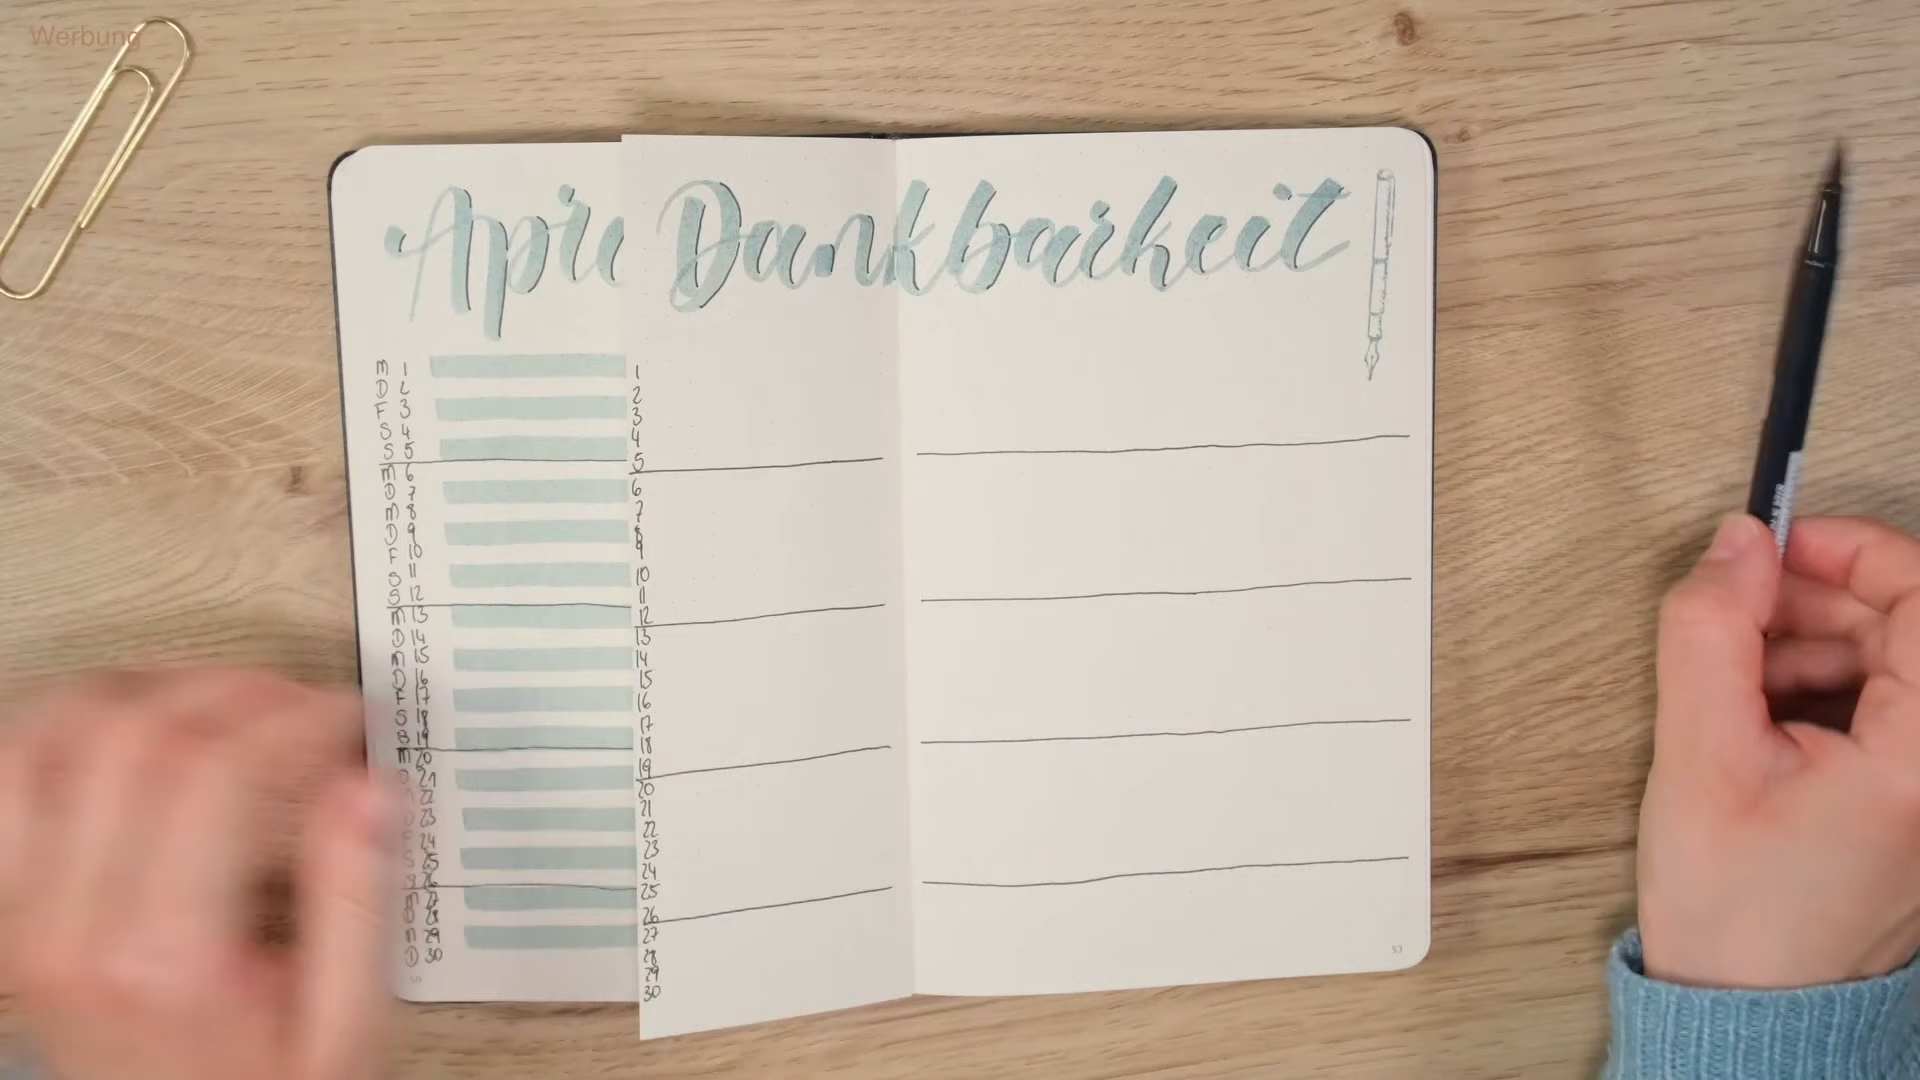 Werbung
Apr
Dankbarkeit
M 1
D 2
F 3
S 4
S 5
M 6
D 7
M 8
D 9
F 10
S 11
S 12
M 13
D 14
M 15
D 16
F 17
S 18
S 19
M 20
D 21
22
D 23
F 24
S 25
S 26
M 27
D 28
M 29
D 30
1
2
3
4
5
6
7
8
9
10
11
12
13
14
15
16
17
18
19
20
21
22
23
24
25
26
27
28
29
30
53